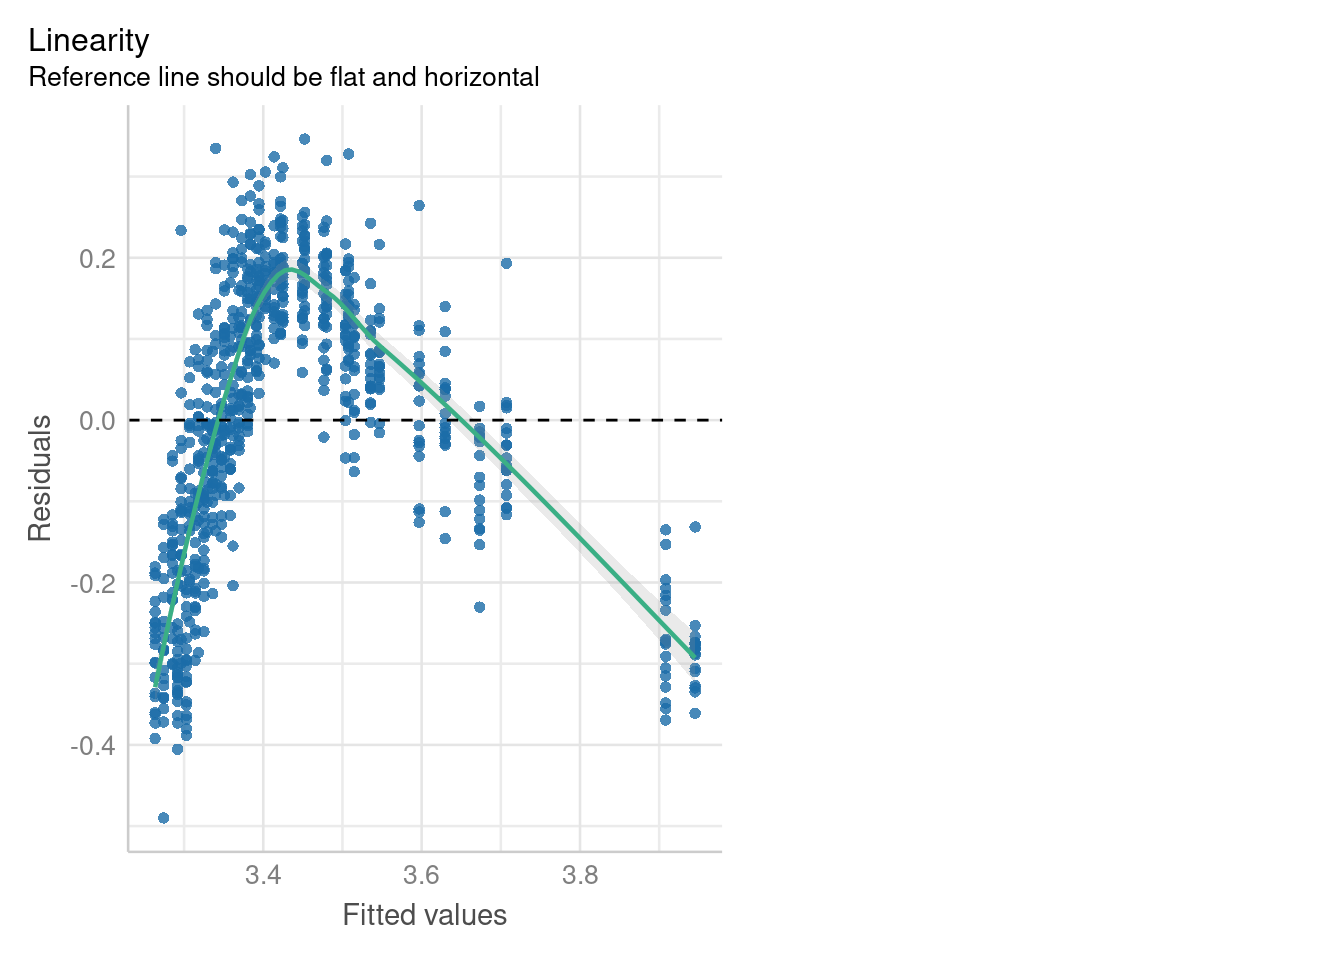 Linearity
Reference line should be flat and horizontal
0.2
0.0
-0.2
-0.4
Residuals
3.4 3.6 3.8
Fitted values